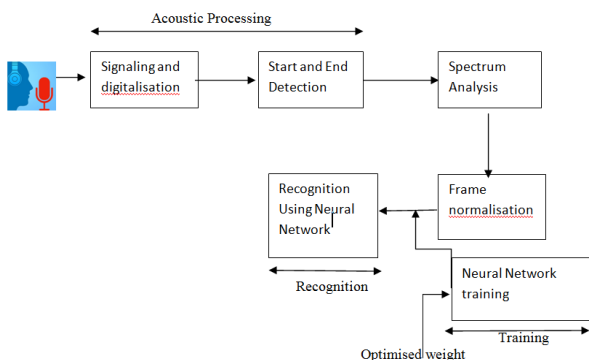 Acoustic Processing
Signaling and
digitalisation
Start and End
Detection
Spectrum
Analysis
Recognition
Using Neural
Network
Frame
normalisation
Recognition
Neural Network
training
Training
Optimised weight